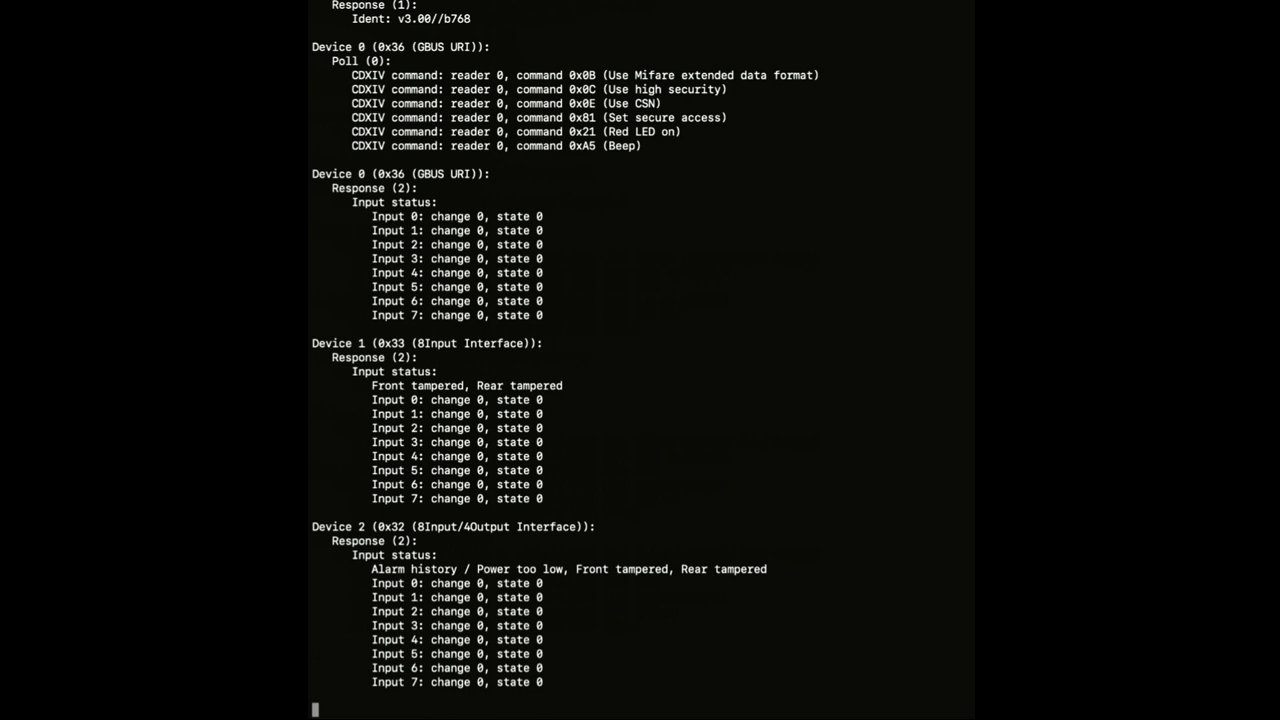 Response (1):
Ident: v3.00//b768
Device 0 (0x36 (GBUS URI)):
Poll (0):
CDXIV command: reader 0, command 0x0B (Use Mifare extended data format)
CDXIV command: reader 0, command 0x0C (Use high security)
CDXIV command: reader 0, command 0x0E (Use CSN)
CDXIV command: reader 0, command 0x81 (Set secure access)
CDXIV command: reader 0, command 0x21 (Red LED on)
CDXIV command: reader 0, command 0xA5 (Beep)
Device 0 (0x36 (GBUS URI)):
Response (2):
Input status:
Input 0: change 0, state 0
Input 1: change 0, state 0
Input 2: change 0, state 0
Input 3: change 0, state 0
Input 4: change 0, state 0
Input 5: change 0, state 0
Input 6: change 0, state 0
Input 7: change 0, state 0
Device 1 (0x33 (8Input Interface)):
Response (2):
Input status:
Front tampered, Rear tampered
Input 0: change 0, state 0
Input 1: change 0, state 0
Input 2: change 0, state 0
Input 3: change 0, state 0
Input 4: change 0, state 0
Input 5: change 0, state 0
Input 6: change 0, state 0
Input 7: change 0, state 0
Device 2 (0x32 (8Input/4Output Interface)):
Response (2):
Input status:
Alarm history / Power too low, Front tampered, Rear tampered
Input 0: change 0, state 0
Input 1: change 0, state 0
Input 2: change 0, state 0
Input 3: change 0, state 0
Input 4: change 0, state 0
Input 5: change 0, state 0
Input 6: change 0, state 0
Input 7: change 0, state 0